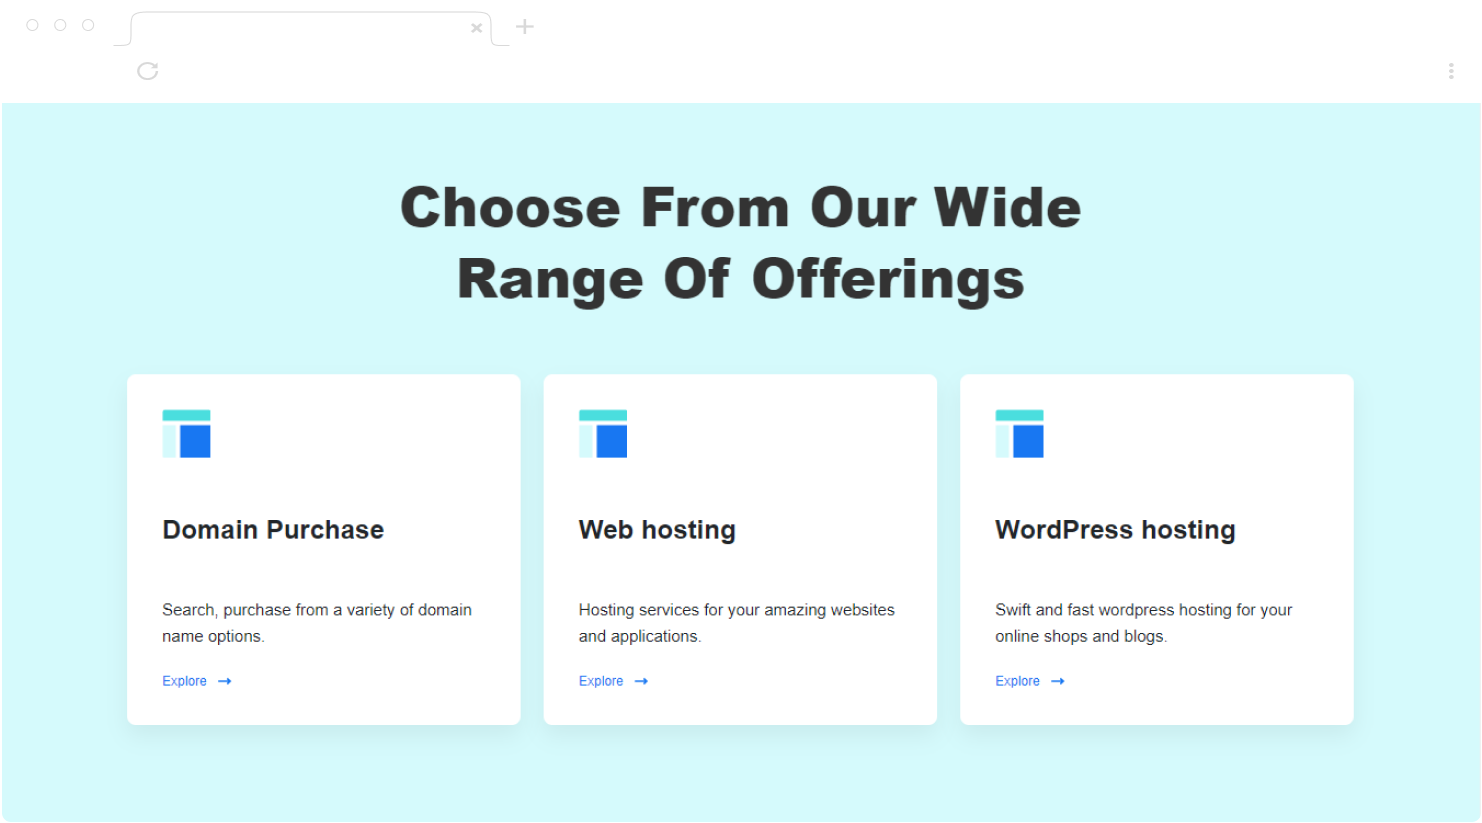 Choose From Our Wide
Range Of Offerings
Domain Purchase
Search, purchase from a variety of domain
name options.
Explore →
Web hosting
Hosting services for your amazing websites
and applications.
Explore →
WordPress hosting
Swift and fast wordpress hosting for your
online shops and blogs.
Explore →